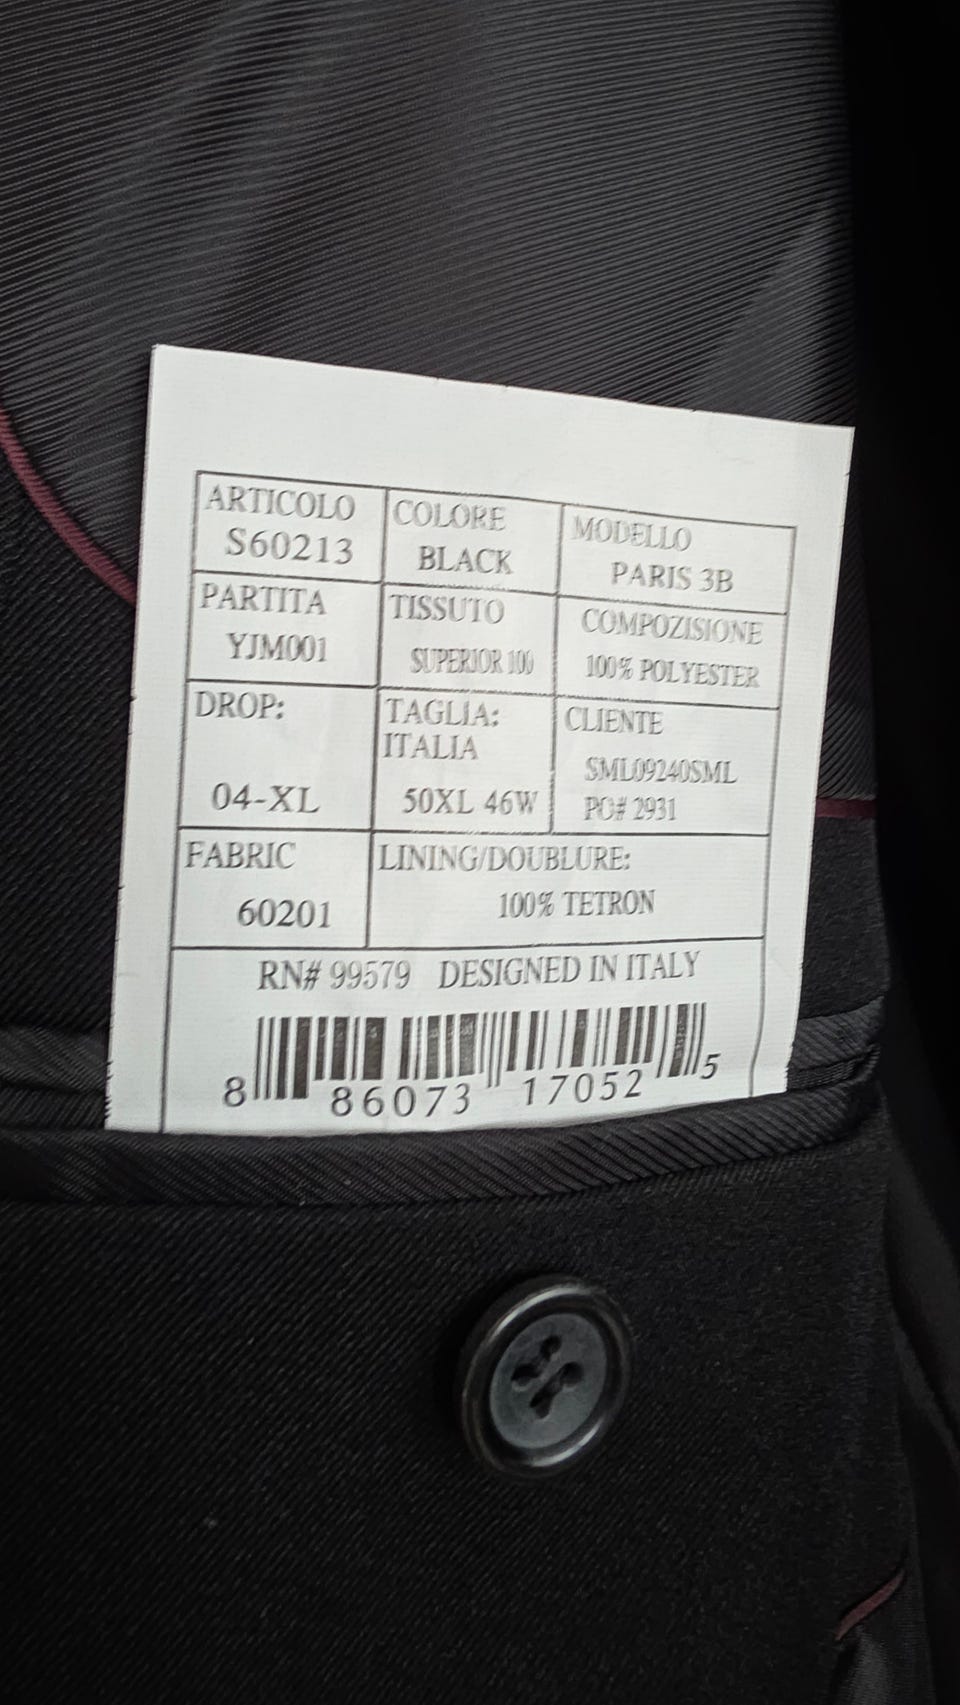 ARTICOLO
S60213
COLORE
BLACK
MODELLO
PARIS 3B
PARTITA
YJM001
TISSUTO
SUPERIOR 100
COMPOZISIONE
100% POLYESTER
DROP:
04-XL
TAGLIA:
ITALIA
50XL 46W
CLIENTE
SML09240SML
PO# 2931
FABRIC
60201
LINING/DOUBLURE:
100% TETRON
RN# 99579 DESIGNED IN ITALY
8 86073 17052 5